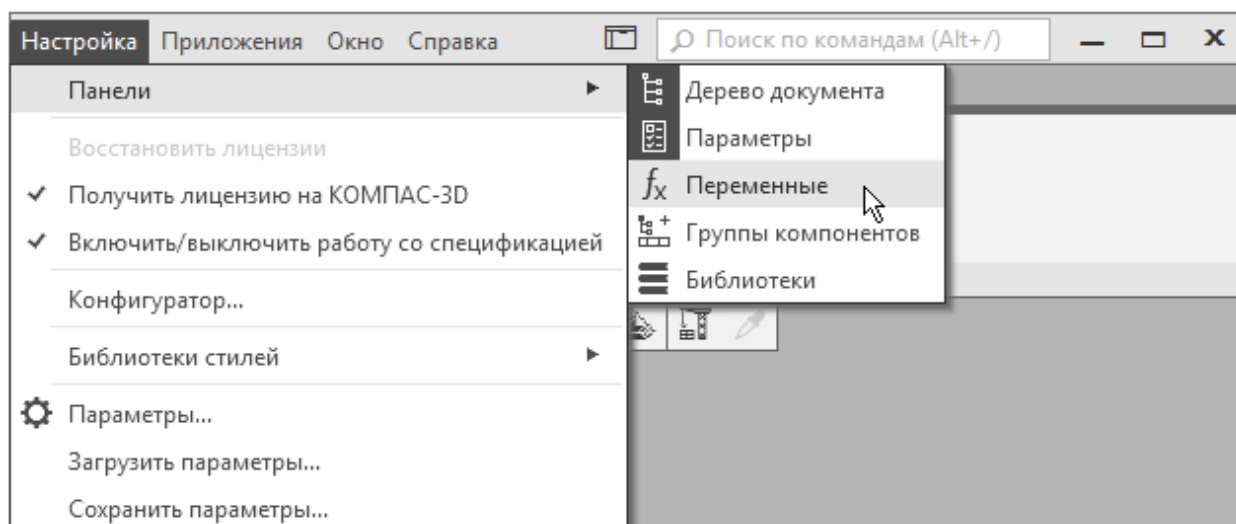 Настройка Приложения Окно Справка Поиск по командам (Alt+/)
Панели
Восстановить лицензии
Получить лицензию на КОМПАС-3D
Включить/выключить работу со спецификацией
Конфигуратор...
Библиотеки стилей
Параметры...
Загрузить параметры...
Сохранить параметры...
Дерево документа
Параметры
Переменные
Группы компонентов
Библиотеки